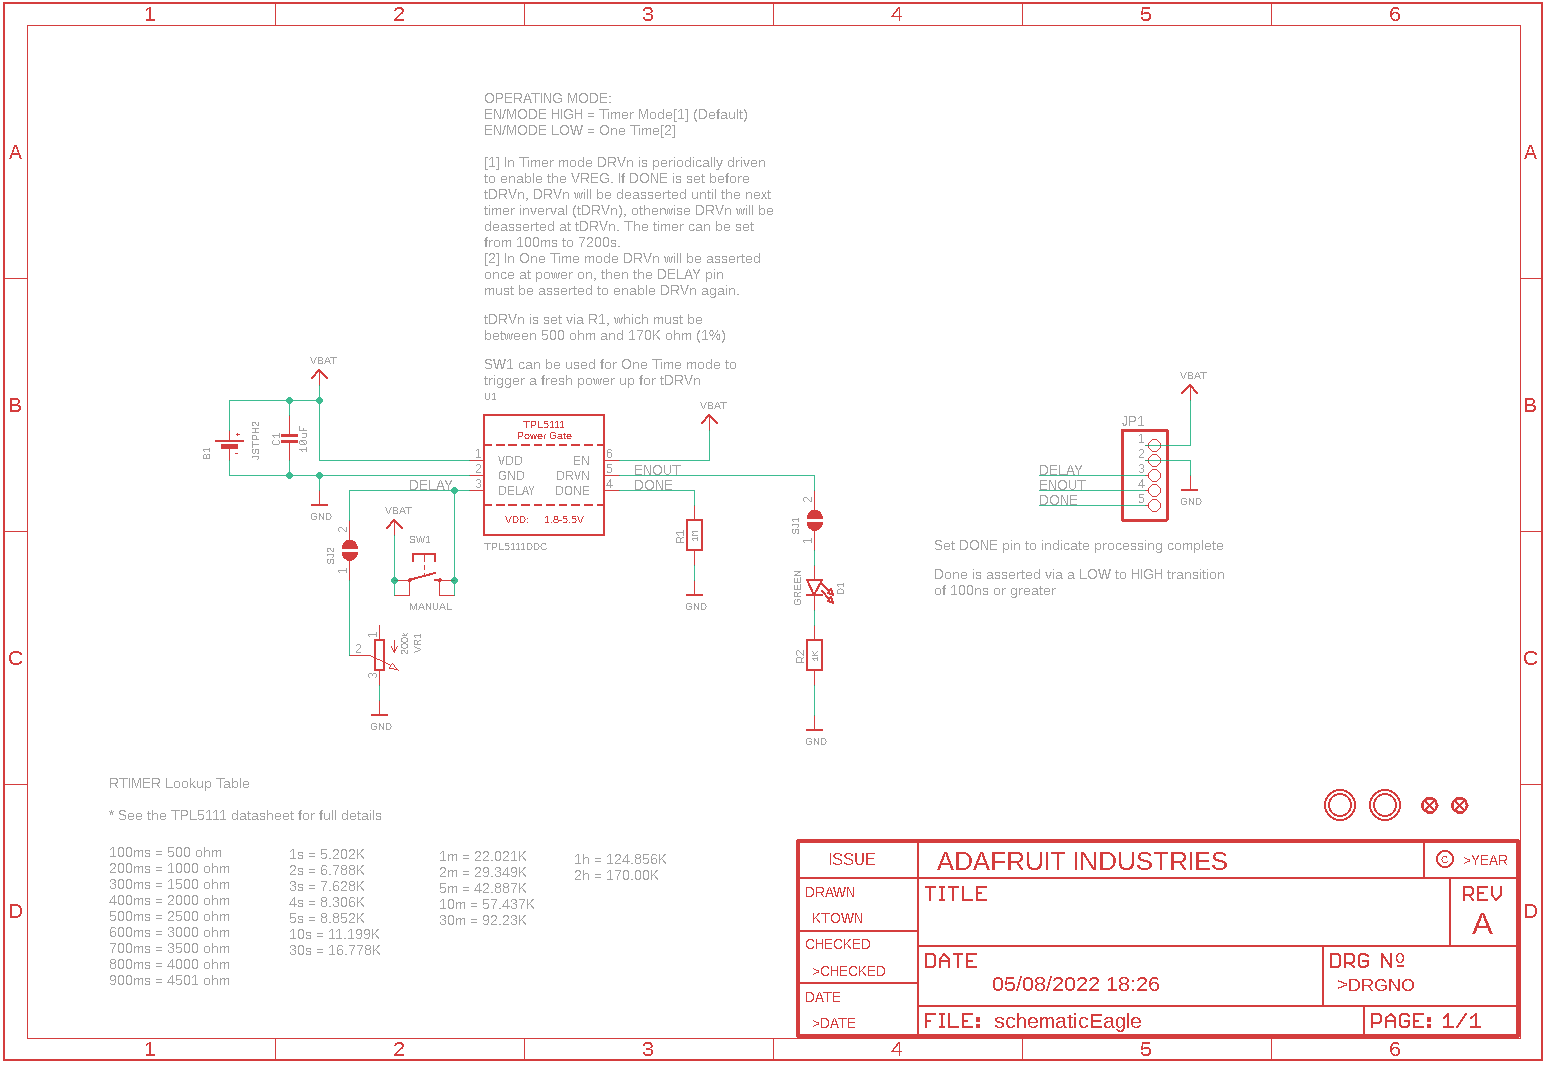 1 2 3 4 5 6
A
B
C
D
A
B
C
D
OPERATING MODE:
EN/MODE HIGH = Timer Mode[1] (Default)
EN/MODE LOW = One Time[2]
[1] In Timer mode DRVn is periodically driven
to enable the VREG. If DONE is set before
tDRVn, DRVn will be deasserted until the next
timer inverval (tDRVn), otherwise DRVn will be
deasserted at tDRVn. The timer can be set
from 100ms to 7200s.
[2] In One Time mode DRVn will be asserted
once at power on, then the DELAY pin
must be asserted to enable DRVn again.
tDRVn is set via R1, which must be
between 500 ohm and 170K ohm (1%)
SW1 can be used for One Time mode to
trigger a fresh power up for tDRVn
U1
TPL5111
Power Gate
1 VDD EN 6
2 GND DRVN 5
3 DELAY DONE 4
VDD: 1.8-5.5V
TPL5111DDC
VBAT
B1
+
-
JSTPH2
C1
10uF
GND
DELAY
VBAT
SW1
MANUAL
2
SJ2
1
1
2
3
200k
VR1
GND
VBAT
ENOUT
DONE
R1
1M
GND
2
SJ1
1
GREEN
D1
R2
1K
GND
VBAT
JP1
1
2
DELAY 3
ENOUT 4
DONE 5
GND
Set DONE pin to indicate processing complete
Done is asserted via a LOW to HIGH transition
of 100ns or greater
RTIMER Lookup Table
* See the TPL5111 datasheet for full details
100ms = 500 ohm
200ms = 1000 ohm
300ms = 1500 ohm
400ms = 2000 ohm
500ms = 2500 ohm
600ms = 3000 ohm
700ms = 3500 ohm
800ms = 4000 ohm
900ms = 4501 ohm
1s = 5.202K
2s = 6.788K
3s = 7.628K
4s = 8.306K
5s = 8.852K
10s = 11.199K
30s = 16.778K
1m = 22.021K
2m = 29.349K
5m = 42.887K
10m = 57.437K
30m = 92.23K
1h = 124.856K
2h = 170.00K
ISSUE
ADAFRUIT INDUSTRIES
© >YEAR
DRAWN
KTOWN
CHECKED
>CHECKED
DATE
>DATE
TITLE
REV
A
DATE
05/08/2022 18:26
DRG Nº
>DRGNO
FILE: schematicEagle
PAGE: 1/1
1 2 3 4 5 6